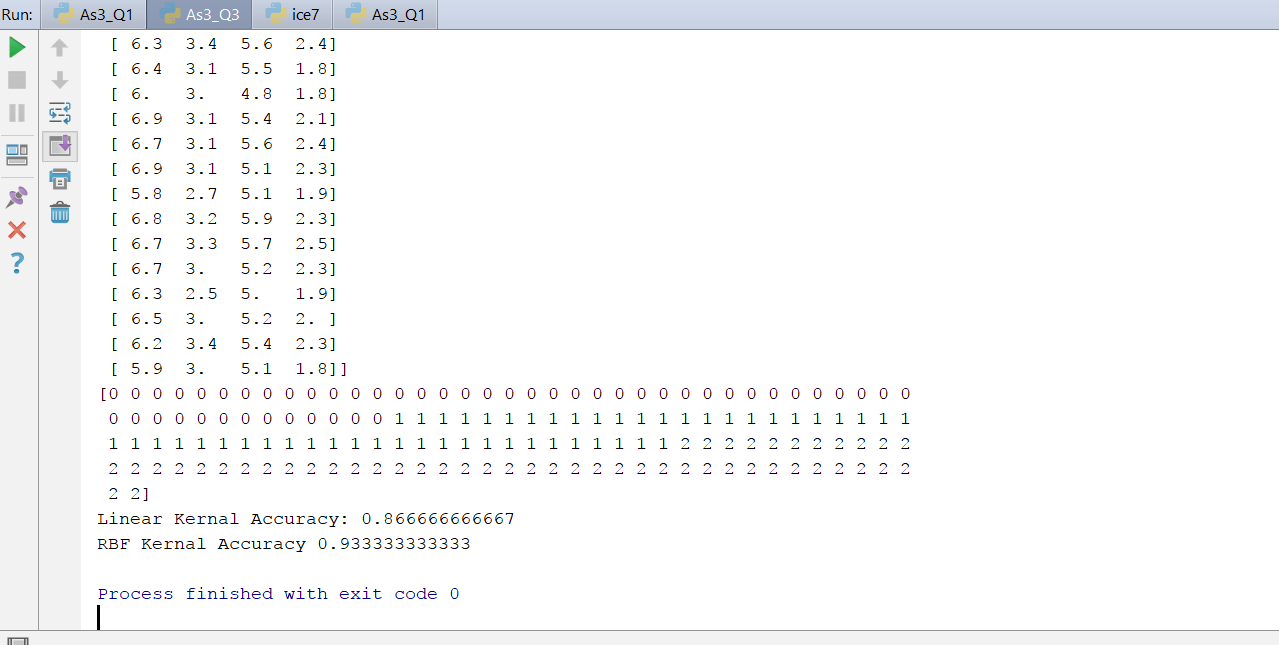 Run: As3_Q1 As3_Q3 ice7 As3_Q1
[ 6.3 3.4 5.6 2.4]
[ 6.4 3.1 5.5 1.8]
[ 6. 3. 4.8 1.8]
[ 6.9 3.1 5.4 2.1]
[ 6.7 3.1 5.6 2.4]
[ 6.9 3.1 5.1 2.3]
[ 5.8 2.7 5.1 1.9]
[ 6.8 3.2 5.9 2.3]
[ 6.7 3.3 5.7 2.5]
[ 6.7 3. 5.2 2.3]
[ 6.3 2.5 5. 1.9]
[ 6.5 3. 5.2 2. ]
[ 6.2 3.4 5.4 2.3]
[ 5.9 3. 5.1 1.8]]
[0 0 0 0 0 0 0 0 0 0 0 0 0 0 0 0 0 0 0 0 0 0 0 0 0 0 0 0 0 0 0 0 0 0 0 0 0
0 0 0 0 0 0 0 0 0 0 0 0 0 1 1 1 1 1 1 1 1 1 1 1 1 1 1 1 1 1 1 1 1 1 1 1 1
1 1 1 1 1 1 1 1 1 1 1 1 1 1 1 1 1 1 1 1 1 1 1 1 1 1 2 2 2 2 2 2 2 2 2 2 2
2 2 2 2 2 2 2 2 2 2 2 2 2 2 2 2 2 2 2 2 2 2 2 2 2 2 2 2 2 2 2 2 2 2 2 2 2
2 2]
Linear Kernal Accuracy: 0.866666666667
RBF Kernal Accuracy 0.933333333333
Process finished with exit code 0